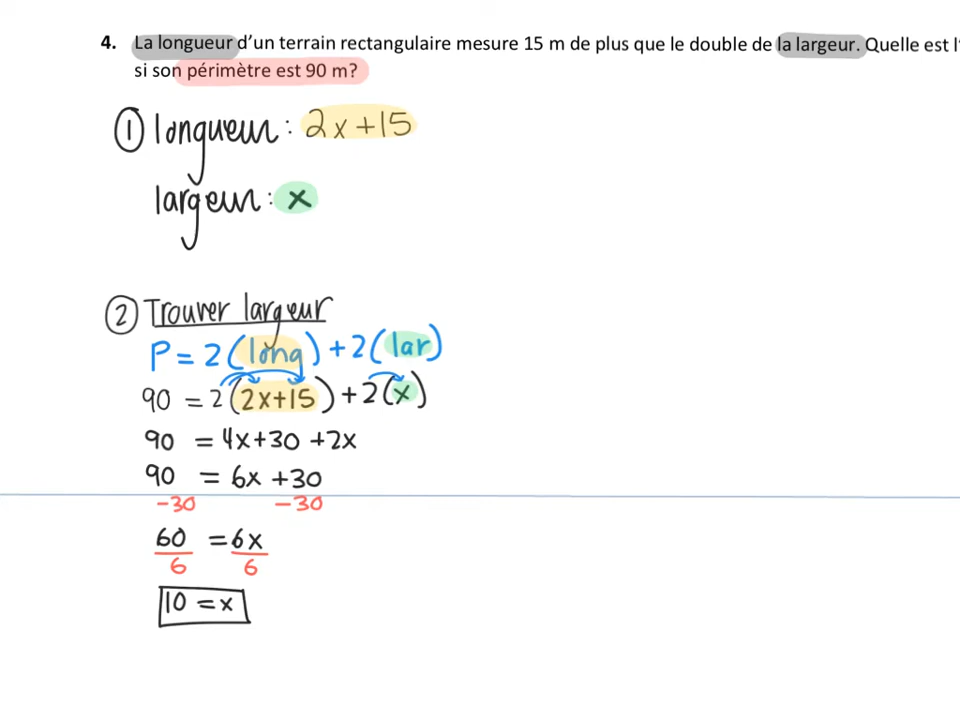 4. La longueur d'un terrain rectangulaire mesure 15 m de plus que le double de la largeur. Quelle est l'
si son périmètre est 90 m?
① longueur : 2x+15
largeur : x
② Trouver largeur
P = 2(long) + 2(lar)
90 = 2(2x+15) + 2(x)
90 = 4x+30 +2x
90 = 6x +30
-30 -30
60 = 6x
6 6
10 = x